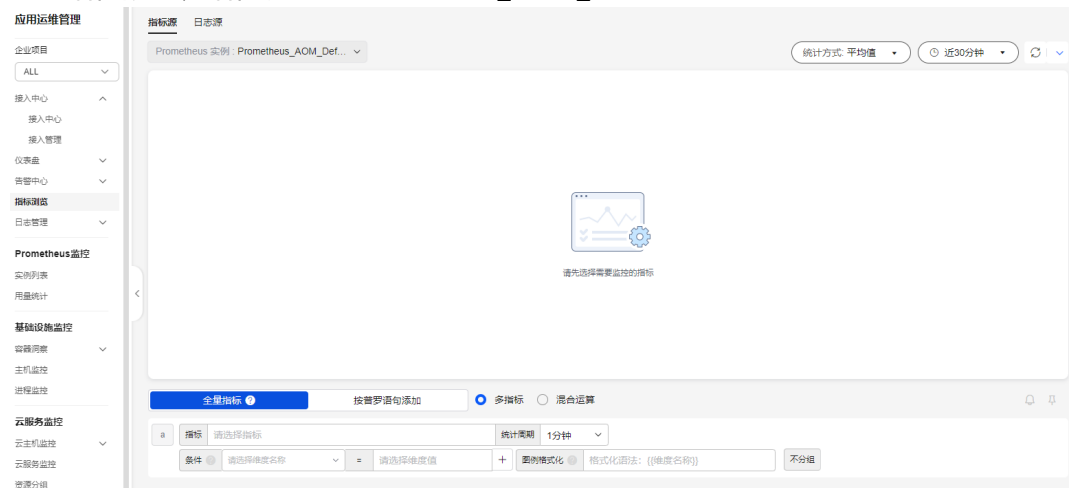 应用运维管理
企业项目
ALL
接入中心
接入中心
接入管理
仪表盘
告警中心
指标浏览
日志管理
Prometheus监控
实例列表
用量统计
基础设施监控
容器洞察
主机监控
进程监控
云服务监控
云主机监控
云服务监控
资源分组
指标源 日志源
Prometheus 实例 : Prometheus_AOM_Def...
统计方式: 平均值 近30分钟
请先选择需要监控的指标
全量指标 ? 按普罗语句添加 多指标 混合运算
a 指标 请选择指标 统计周期 1分钟
条件 请选择维度名称 = 请选择维度值 + 图例格式化 格式化语法: {{维度名称}} 不分组